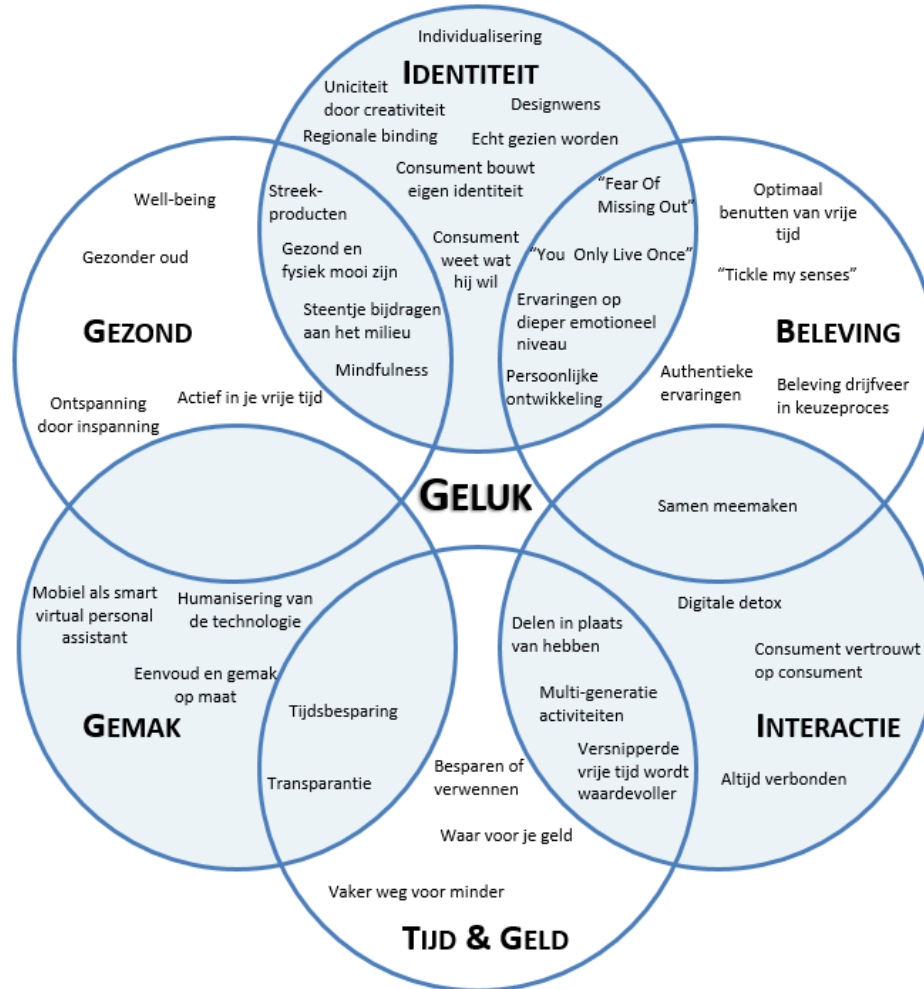 Individualisering
IDENTITEIT
Uniciteit
door creativiteit
Designwens
Regionale binding
Echt gezien worden
Consument bouwt
eigen identiteit
Consument
weet wat
hij wil
Streek-
producten
Gezond en
fysiek mooi zijn
Steentje bijdragen
aan het milieu
Mindfulness
“Fear Of
Missing Out”
“You Only Live Once”
Ervaringen op
dieper emotioneel
niveau
Persoonlijke
ontwikkeling
Well-being
Gezonder oud
GEZOND
Ontspanning
door inspanning
Actief in je vrije tijd
Optimaal
benutten van vrije
tijd
“Tickle my senses”
BELEVING
Authentieke
ervaringen
Beleving drijfveer
in keuzeproces
GELUK
Samen meemaken
Mobiel als smart
virtual personal
assistant
Humanisering van
de technologie
Eenvoud en gemak
op maat
GEMAK
Tijdsbesparing
Transparantie
Delen in plaats
van hebben
Multi-generatie
activiteiten
Versnipperde
vrije tijd wordt
waardevoller
Digitale detox
Consument vertrouwt
op consument
INTERACTIE
Altijd verbonden
Besparen of
verwennen
Waar voor je geld
Vaker weg voor minder
TIJD & GELD